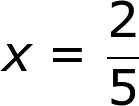 x = 2/5